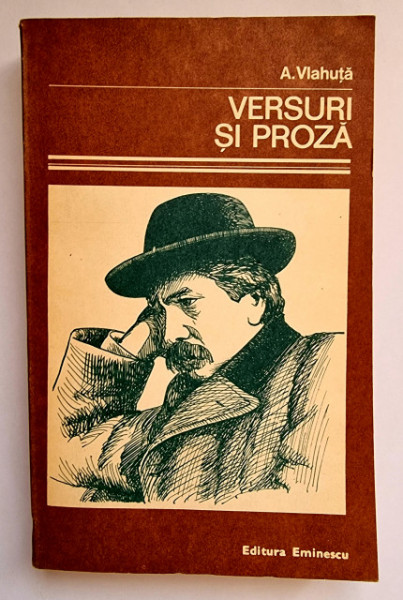 A. Vlahuță
VERSURI
ȘI PROZĂ
Editura Eminescu